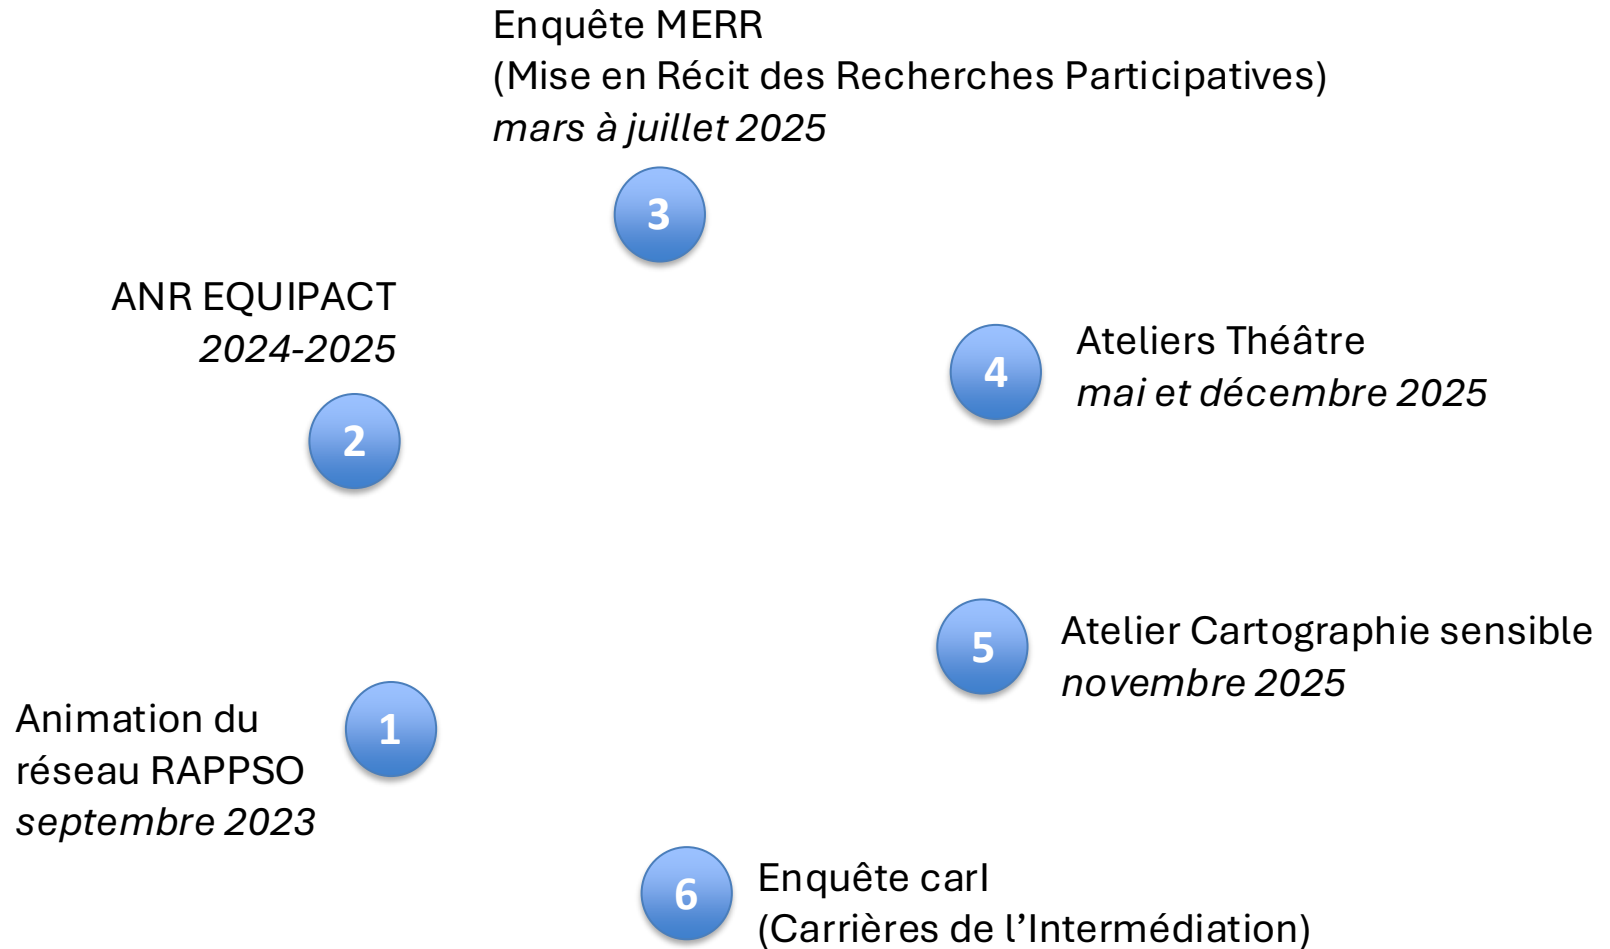 Enquête MERR
(Mise en Récit des Recherches Participatives)
mars à juillet 2025
3
ANR EQUIPACT
2024-2025
2
4
Ateliers Théâtre
mai et décembre 2025
5
Atelier Cartographie sensible
novembre 2025
1
Animation du
réseau RAPPSO
septembre 2023
6
Enquête carI
(Carrières de l’Intermédiation)